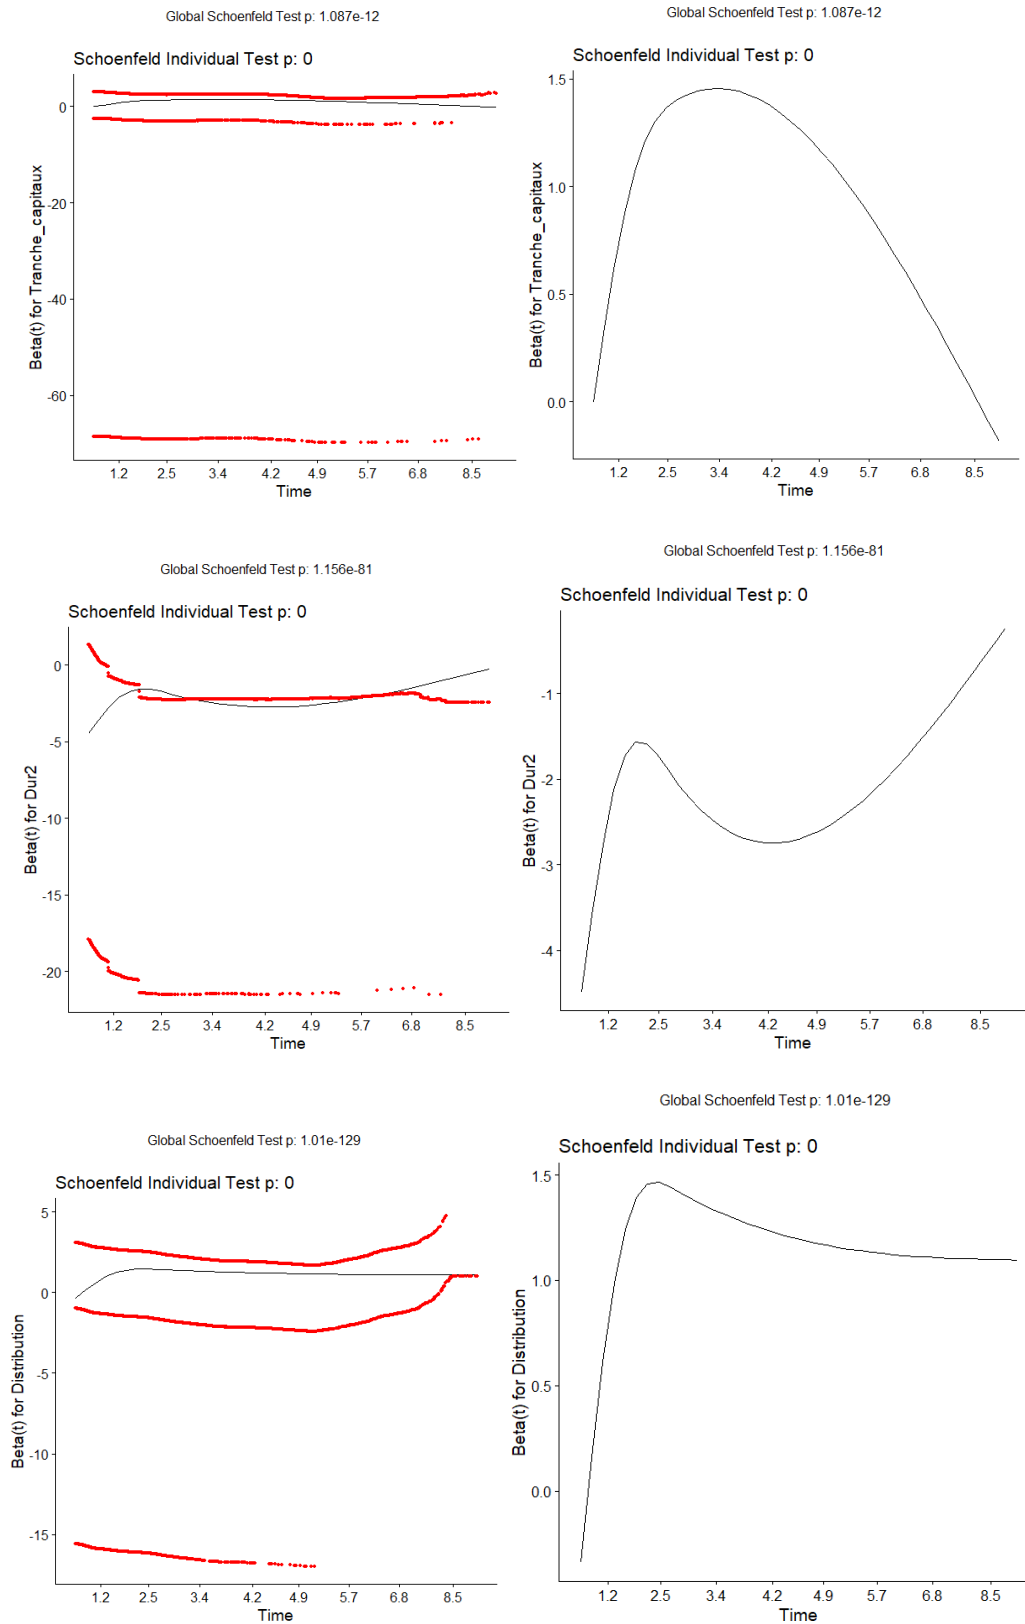 Global Schoenfeld Test p: 1.087e-12
Schoenfeld Individual Test p: 0
Beta(t) for Tranche_capitaux
0
-20
-40
-60
1.2 2.5 3.4 4.2 4.9 5.7 6.8 8.5
Time
Global Schoenfeld Test p: 1.087e-12
Schoenfeld Individual Test p: 0
Beta(t) for Tranche_capitaux
1.5
1.0
0.5
0.0
1.2 2.5 3.4 4.2 4.9 5.7 6.8 8.5
Time
Global Schoenfeld Test p: 1.156e-81
Schoenfeld Individual Test p: 0
Beta(t) for Dur2
0
-5
-10
-15
-20
1.2 2.5 3.4 4.2 4.9 5.7 6.8 8.5
Time
Global Schoenfeld Test p: 1.156e-81
Schoenfeld Individual Test p: 0
Beta(t) for Dur2
-1
-2
-3
-4
1.2 2.5 3.4 4.2 4.9 5.7 6.8 8.5
Time
Global Schoenfeld Test p: 1.01e-129
Schoenfeld Individual Test p: 0
Beta(t) for Distribution
5
0
-5
-10
-15
1.2 2.5 3.4 4.2 4.9 5.7 6.8 8.5
Time
Global Schoenfeld Test p: 1.01e-129
Schoenfeld Individual Test p: 0
Beta(t) for Distribution
1.5
1.0
0.5
0.0
1.2 2.5 3.4 4.2 4.9 5.7 6.8 8.5
Time